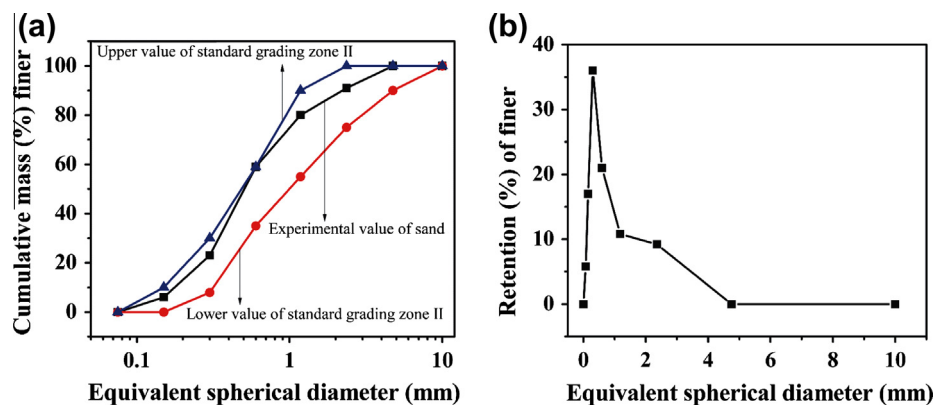 (a)
Upper value of standard grading zone II
Experimental value of sand
Lower value of standard grading zone II
Cumulative mass (%) finer
100
80
60
40
20
0
0.1
1
10
Equivalent spherical diameter (mm)
(b)
Retention (%) of finer
40
30
20
10
0
0
2
4
6
8
10
Equivalent spherical diameter (mm)